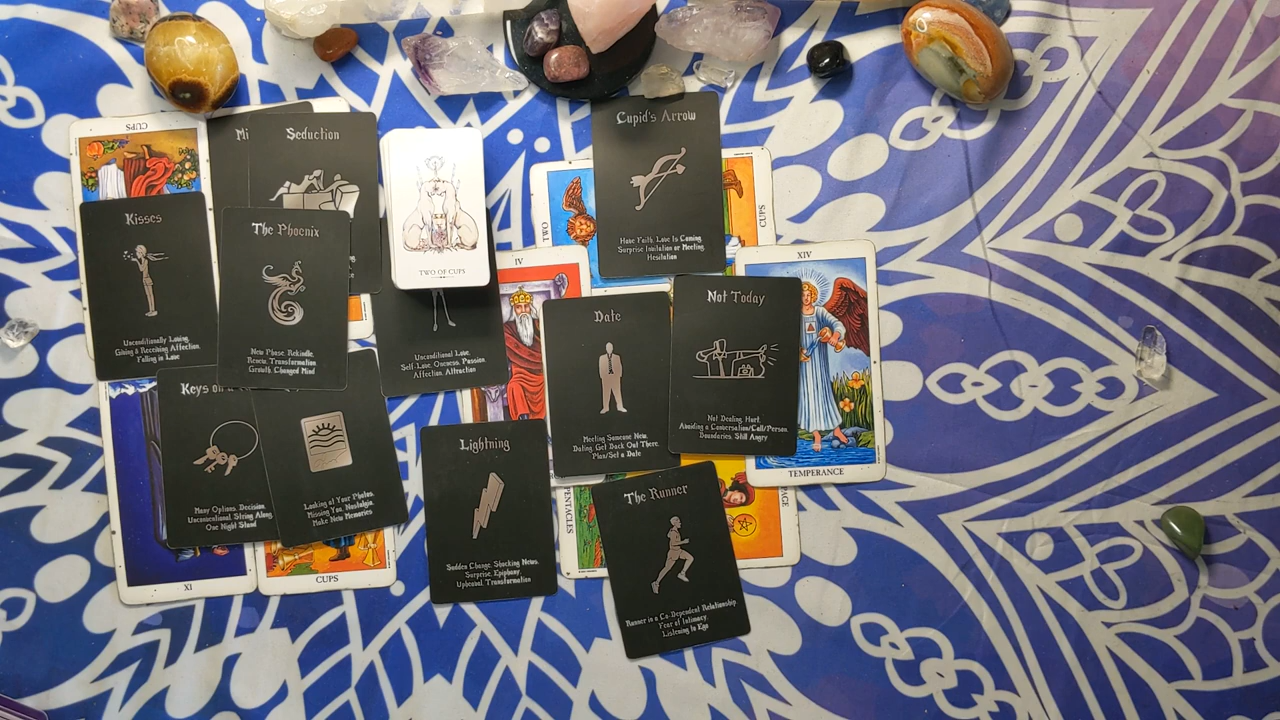 CUPS
Mi
Seduction
Kisses
Unconditionally Loving,
Giving & Receiving Affection,
Falling in Love
The Phoenix
New Phase, Rekindle,
Renew, Transformation
Growth, Changed Mind
TWO OF CUPS
Unconditional Love,
Self-Love, Oneness, Passion,
Affection, Attraction
Keys on a
Many Options, Decision,
Unconventional, String Along,
One Night Stand
Looking at Your Photos,
Missing You, Nostalgia,
Make New Memories
XI
CUPS
Cupid's Arrow
Have Faith, Love Is Coming,
Surprise Invitation or Meeting,
Hesitation
TWO
CUPS
IV
Date
Meeting Someone New,
Dating, Get Back Out There,
Plan/Set a Date
Not Today
Not Dealing, Hurt,
Avoiding a Conversation/Call/Person,
Boundaries, Still Angry
XIV
TEMPERANCE
Lightning
Sudden Change, Shocking News,
Surprise, Epiphany,
Upheaval, Transformation
PENTACLES
The Runner
Runner is a Co-Dependent Relationship,
Fear of Intimacy,
Listening to Ego